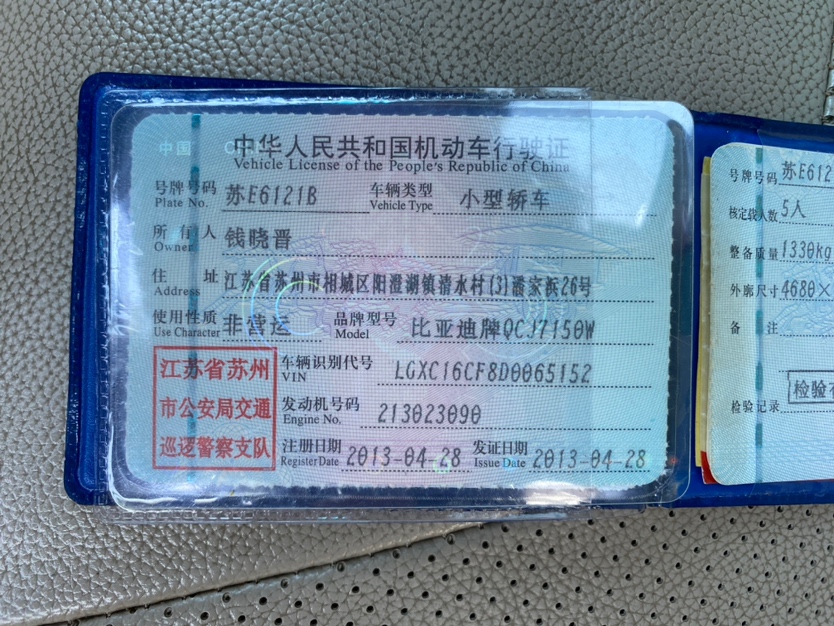 中国
中华人民共和国机动车行驶证
Vehicle License of the People's Republic of China
号牌号码 苏E6121B 车辆类型 小型轿车
Plate No. Vehicle Type
所有人 钱晓晋
Owner
住址 江苏省苏州市相城区阳澄湖镇清水村(3)潘家浜26号
Address
使用性质 非营运 品牌型号 比亚迪牌QCJ7150W
Use Character Model
江苏省苏州
市公安局交通
巡逻警察支队
车辆识别代号 LGXC16CF8D0065152
VIN
发动机号码 213023090
Engine No.
注册日期 2013-04-28 发证日期 2013-04-28
Register Date Issue Date
号牌号码 苏E612
核定载人数 5人
整备质量 1330kg
外廓尺寸 4680×
备注
检验记录
检验有